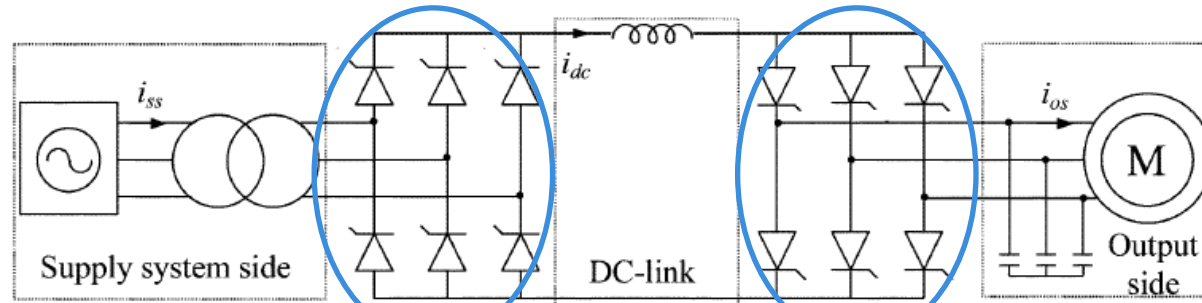 i_ss
i_dc
i_os
M
Supply system side
DC-link
Output
side